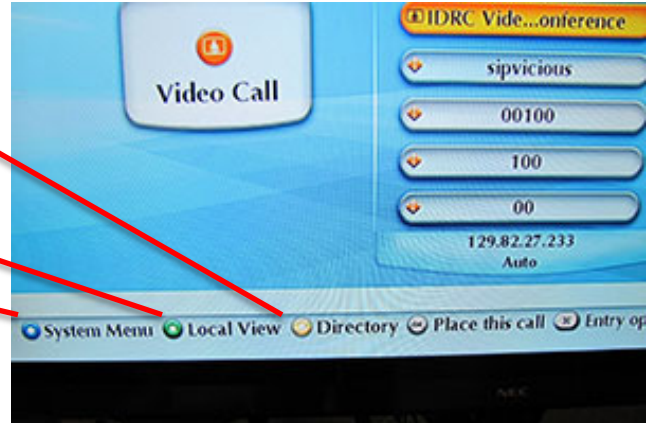 IDRC Vide...onference
Video Call
sipvicious
00100
100
00
129.82.27.233
Auto
System Menu Local View Directory Place this call Entry op
NEC